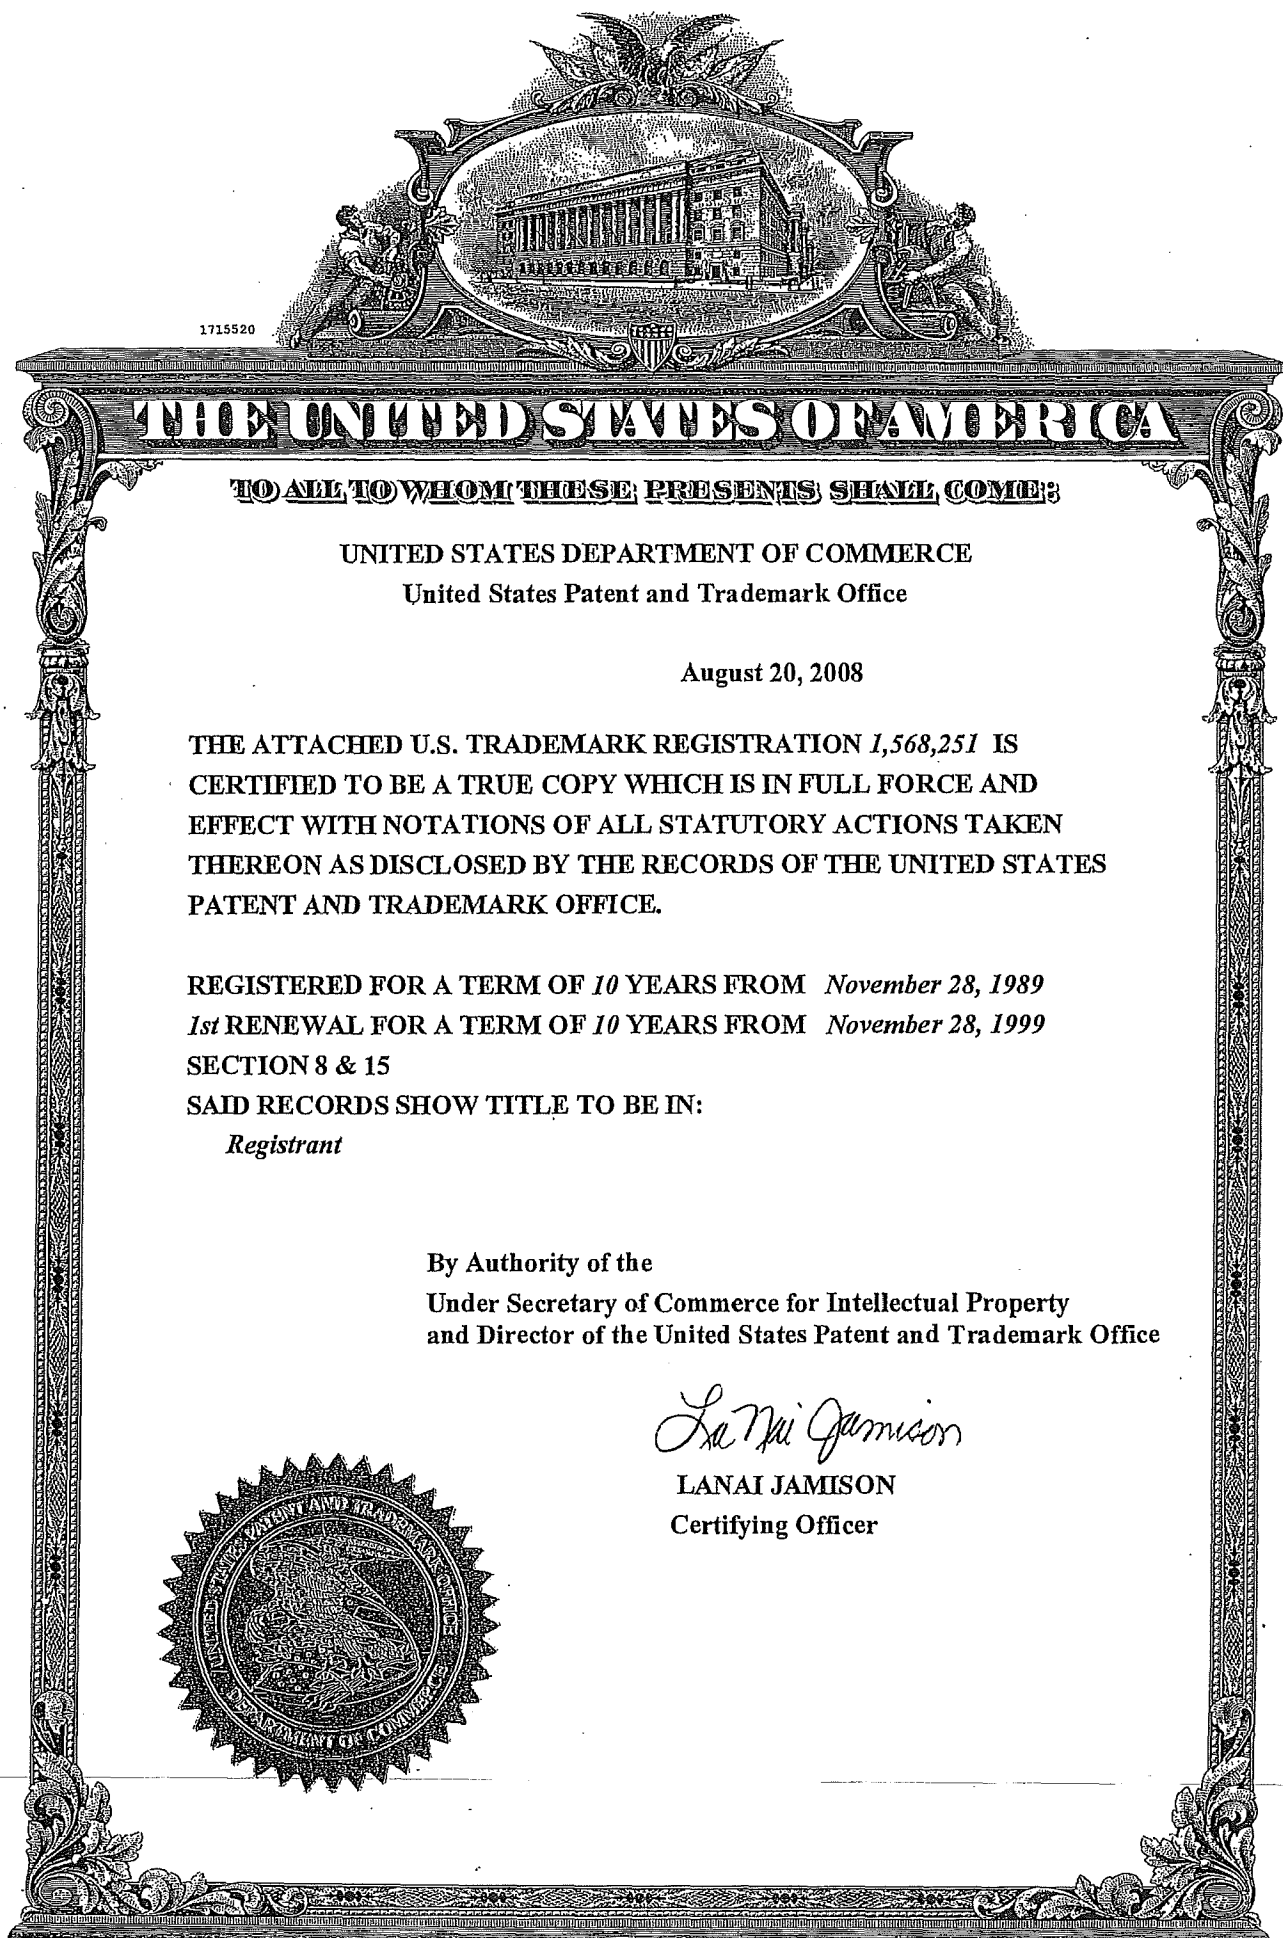 1715520
THE UNITED STATES OF AMERICA
TO ALL TO WHOM THESE PRESENTS SHALL COME:
UNITED STATES DEPARTMENT OF COMMERCE
United States Patent and Trademark Office
August 20, 2008
THE ATTACHED U.S. TRADEMARK REGISTRATION 1,568,251 IS
CERTIFIED TO BE A TRUE COPY WHICH IS IN FULL FORCE AND
EFFECT WITH NOTATIONS OF ALL STATUTORY ACTIONS TAKEN
THEREON AS DISCLOSED BY THE RECORDS OF THE UNITED STATES
PATENT AND TRADEMARK OFFICE.
REGISTERED FOR A TERM OF 10 YEARS FROM November 28, 1989
1st RENEWAL FOR A TERM OF 10 YEARS FROM November 28, 1999
SECTION 8 & 15
SAID RECORDS SHOW TITLE TO BE IN:
Registrant
By Authority of the
Under Secretary of Commerce for Intellectual Property
and Director of the United States Patent and Trademark Office
LaNai Jamison
LANAI JAMISON
Certifying Officer
UNITED STATES PATENT AND TRADEMARK OFFICE
DEPARTMENT OF COMMERCE